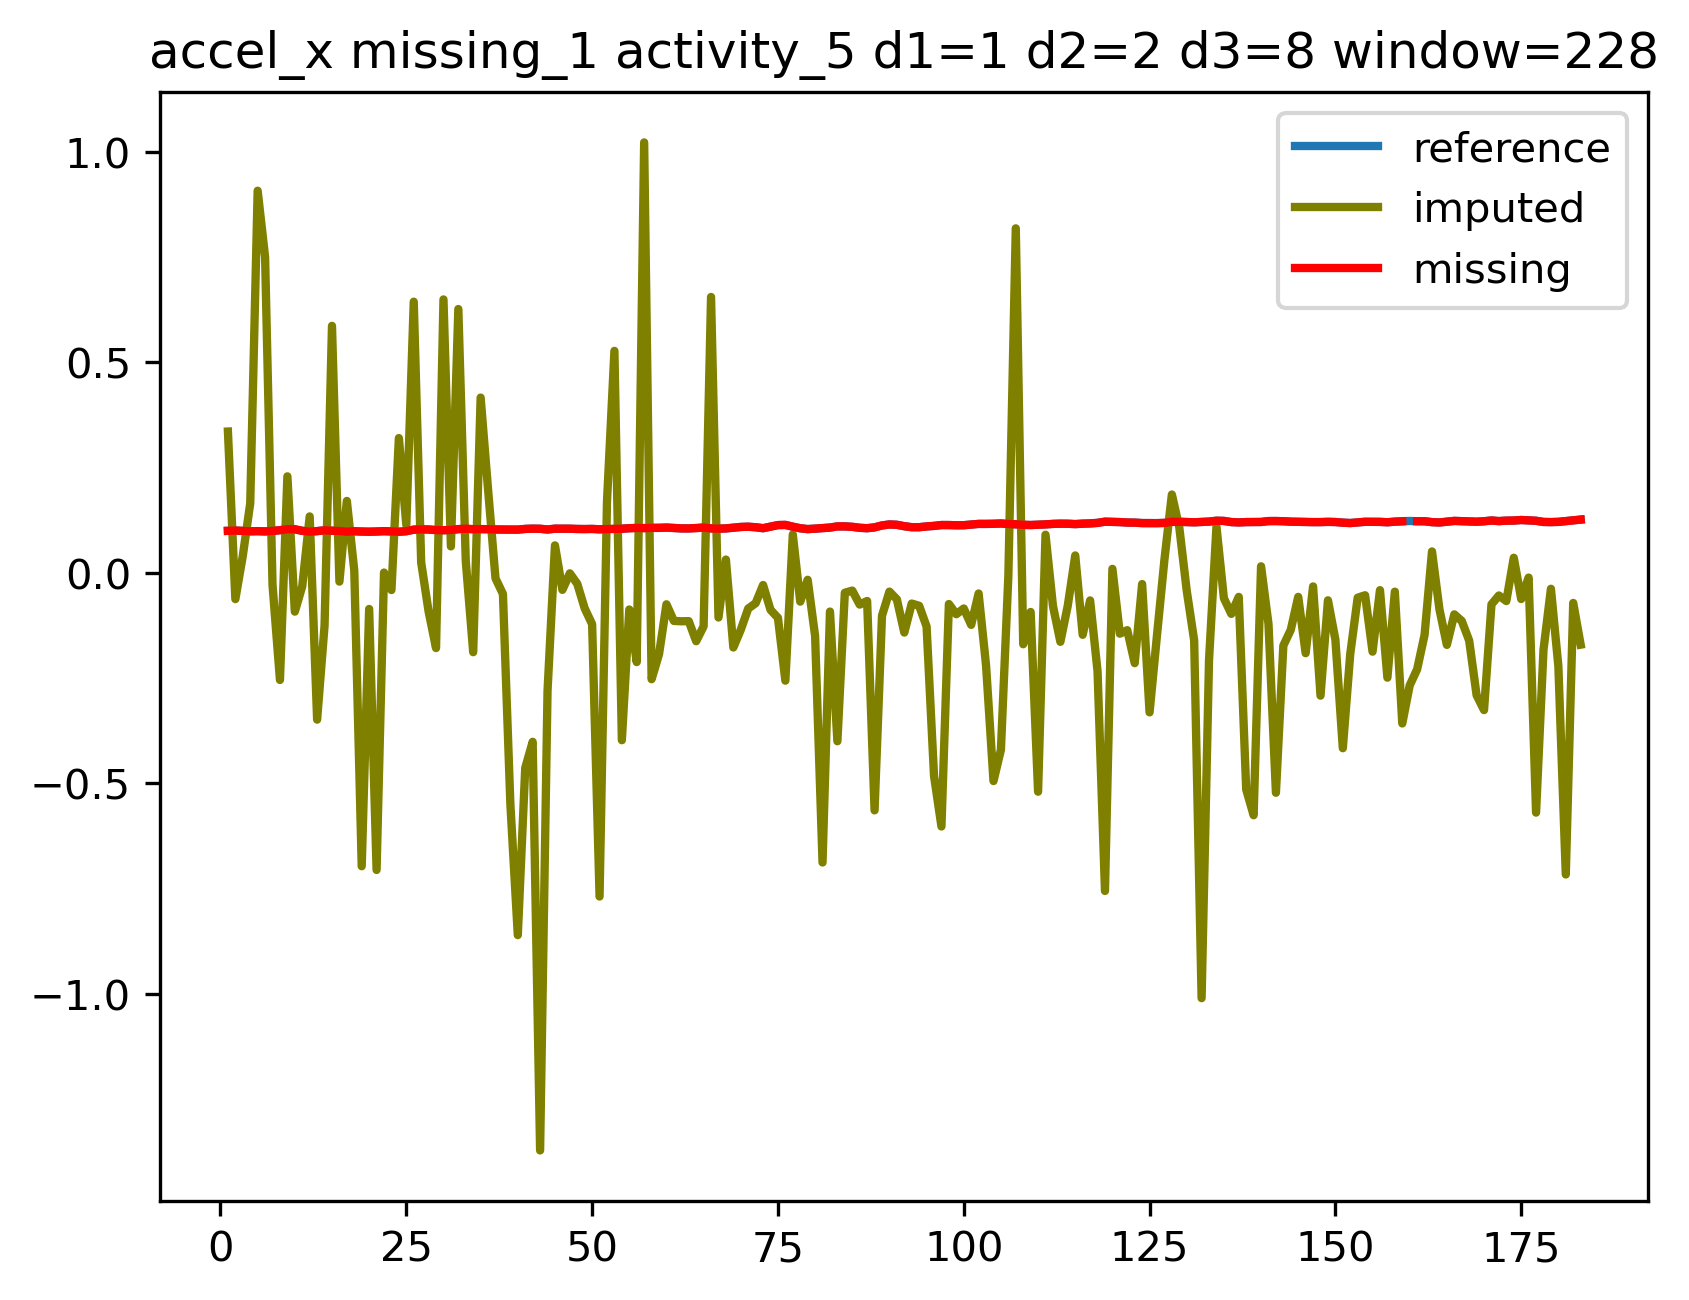 accel_x missing_1 activity_5 d1=1 d2=2 d3=8 window=228
reference
imputed
missing
1.0
0.5
0.0
−0.5
−1.0
0 25 50 75 100 125 150 175